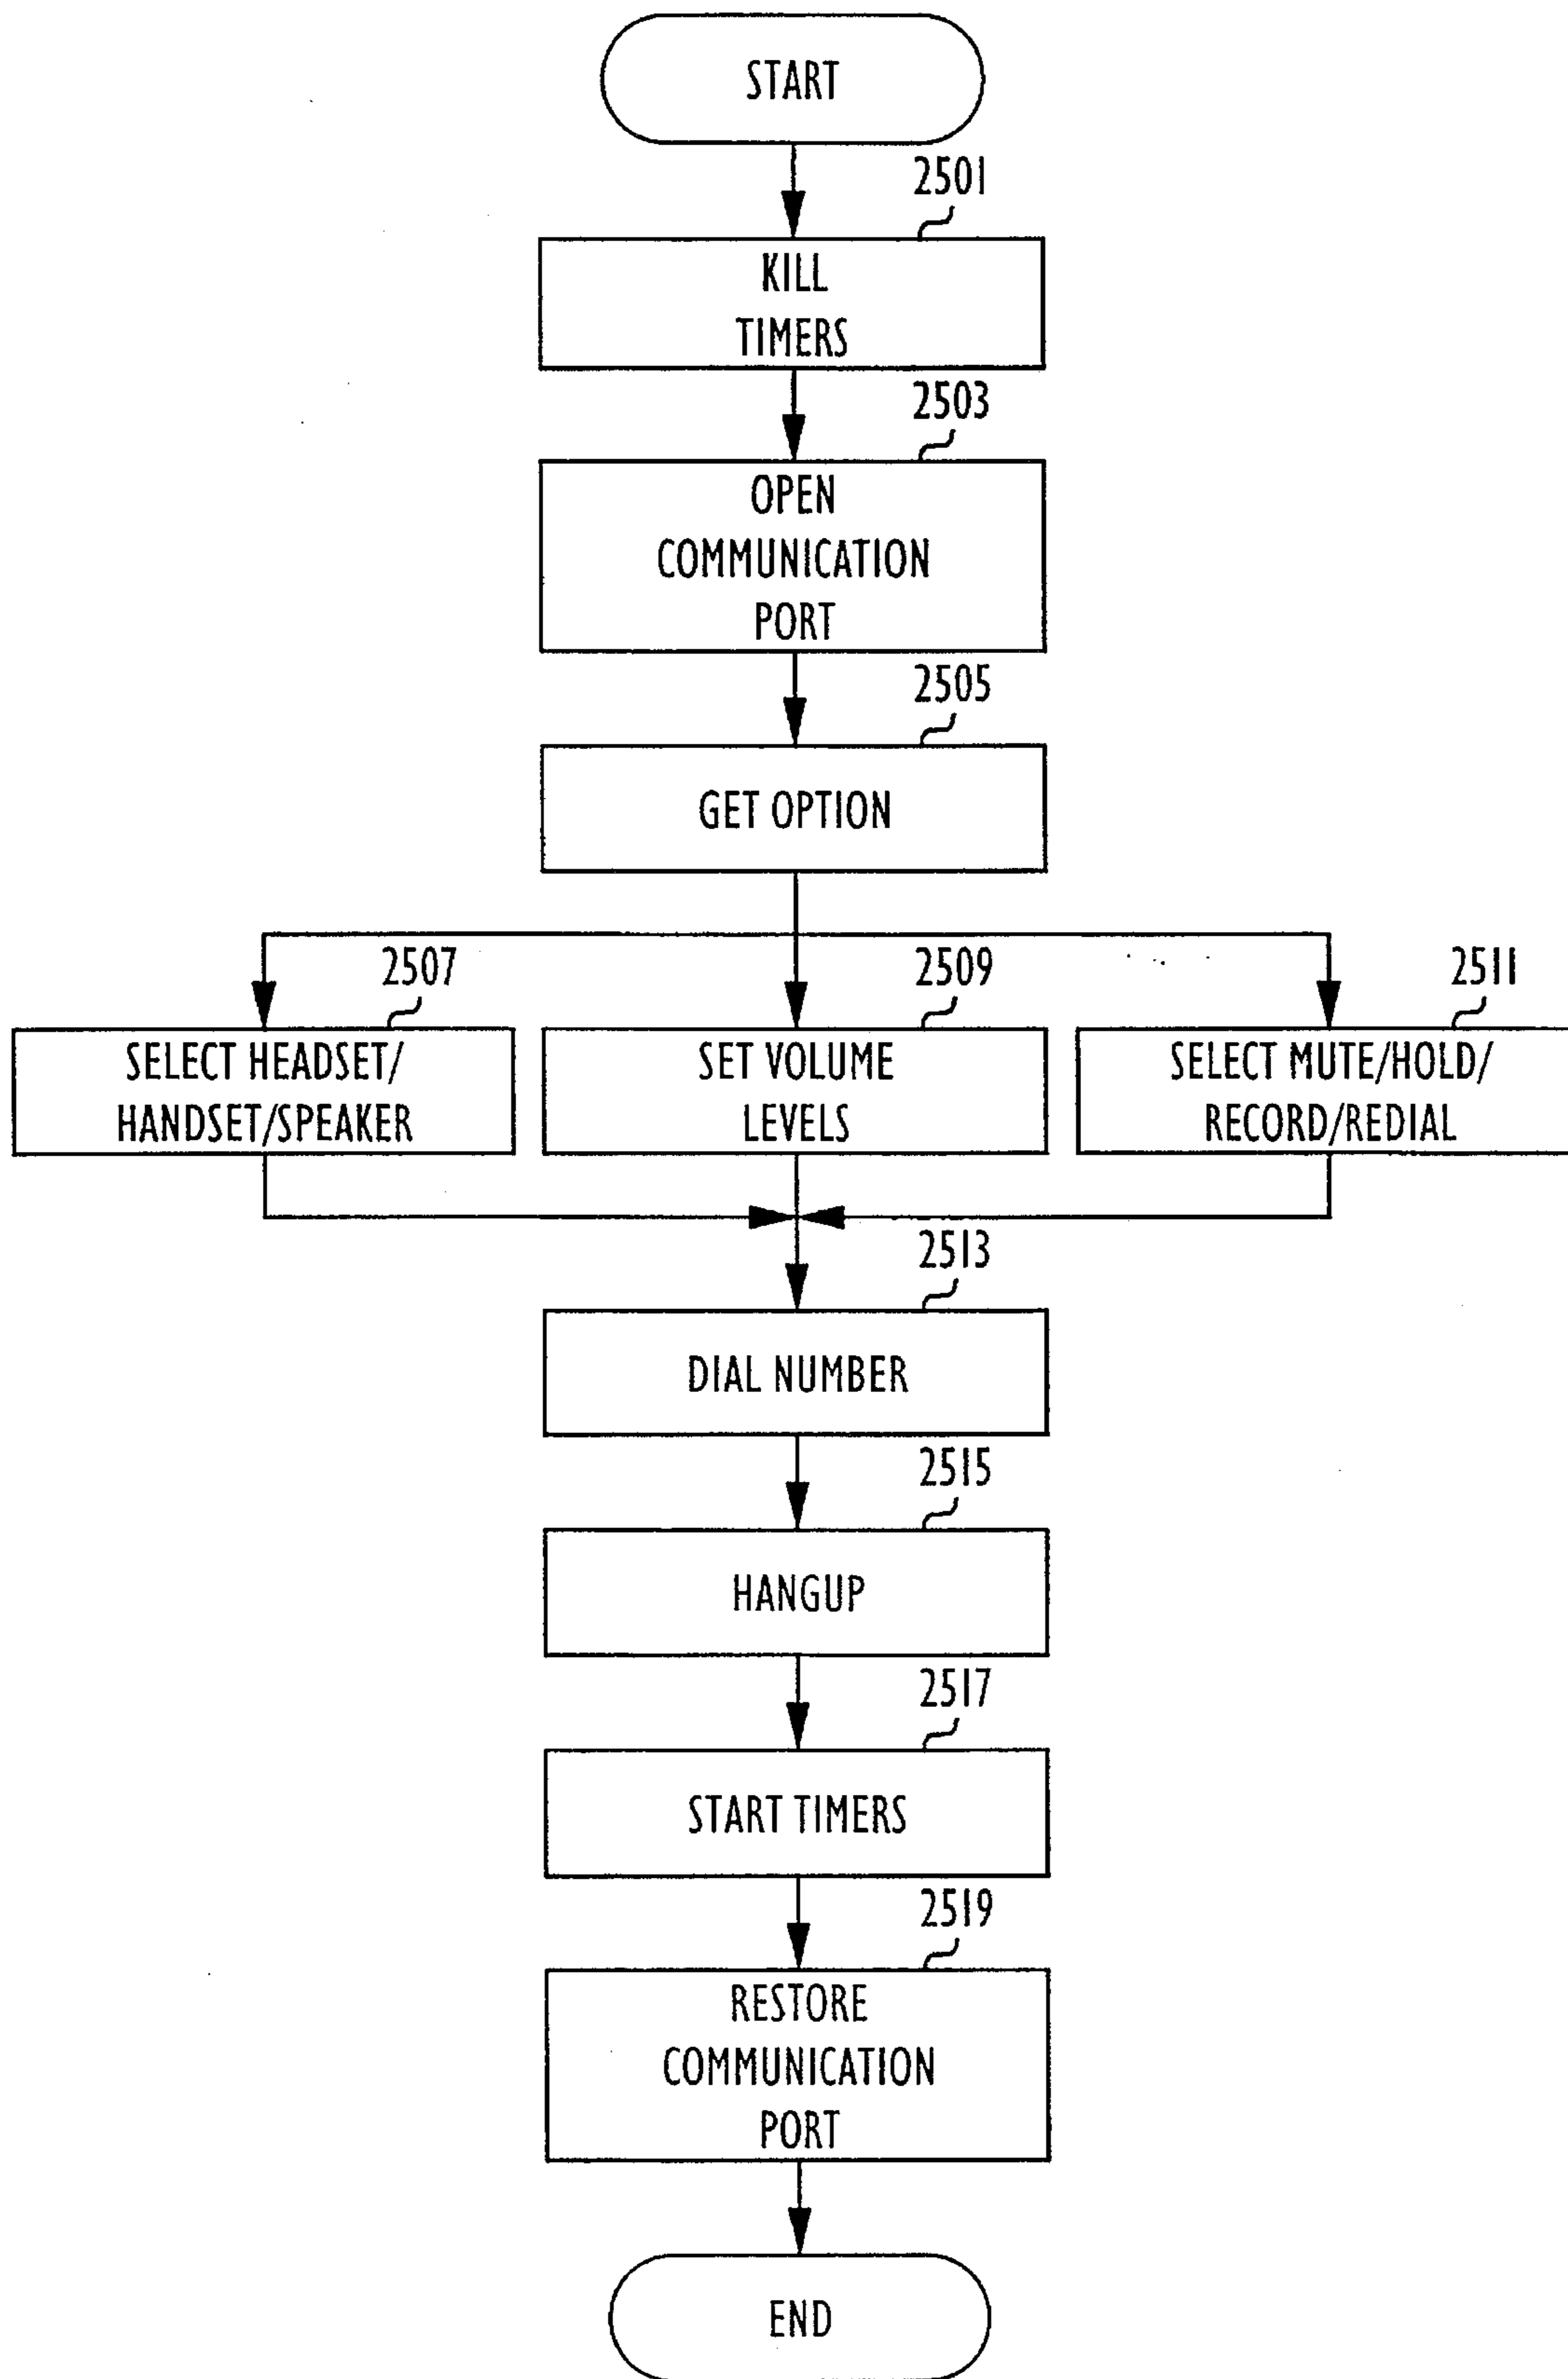 START
2501
KILL
TIMERS
2503
OPEN
COMMUNICATION
PORT
2505
GET OPTION
2507
SELECT HEADSET/
HANDSET/SPEAKER
2509
SET VOLUME
LEVELS
2511
SELECT MUTE/HOLD/
RECORD/REDIAL
2513
DIAL NUMBER
2515
HANGUP
2517
START TIMERS
2519
RESTORE
COMMUNICATION
PORT
END